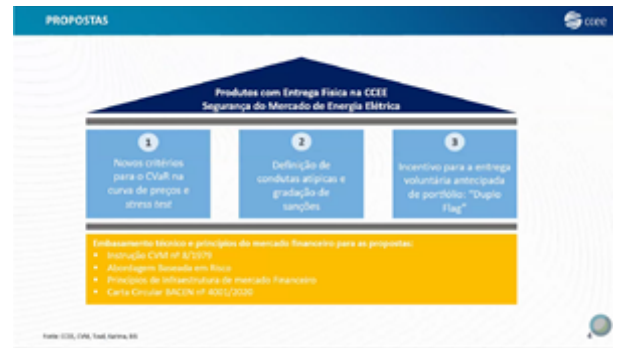 PROPOSTAS
ccee
Produtos com Entrega Física na CCEE
Segurança do Mercado de Energia Elétrica
1
Novos critérios
para o CVaR na
curva de preços e
stress test
2
Definição de
condutas atípicas e
gradação de
sanções
3
Incentivo para a entrega
voluntária antecipada
de portfólio: "Duplo
Flag"
Embasamento técnico e princípios do mercado financeiro para as propostas:
• Instrução CVM nº 8/1979
• Abordagem Baseada em Risco
• Princípios de infraestrutura de mercado Financeiro
• Carta Circular BACEN nº 4001/2020
Fonte: CCEE, CVM,